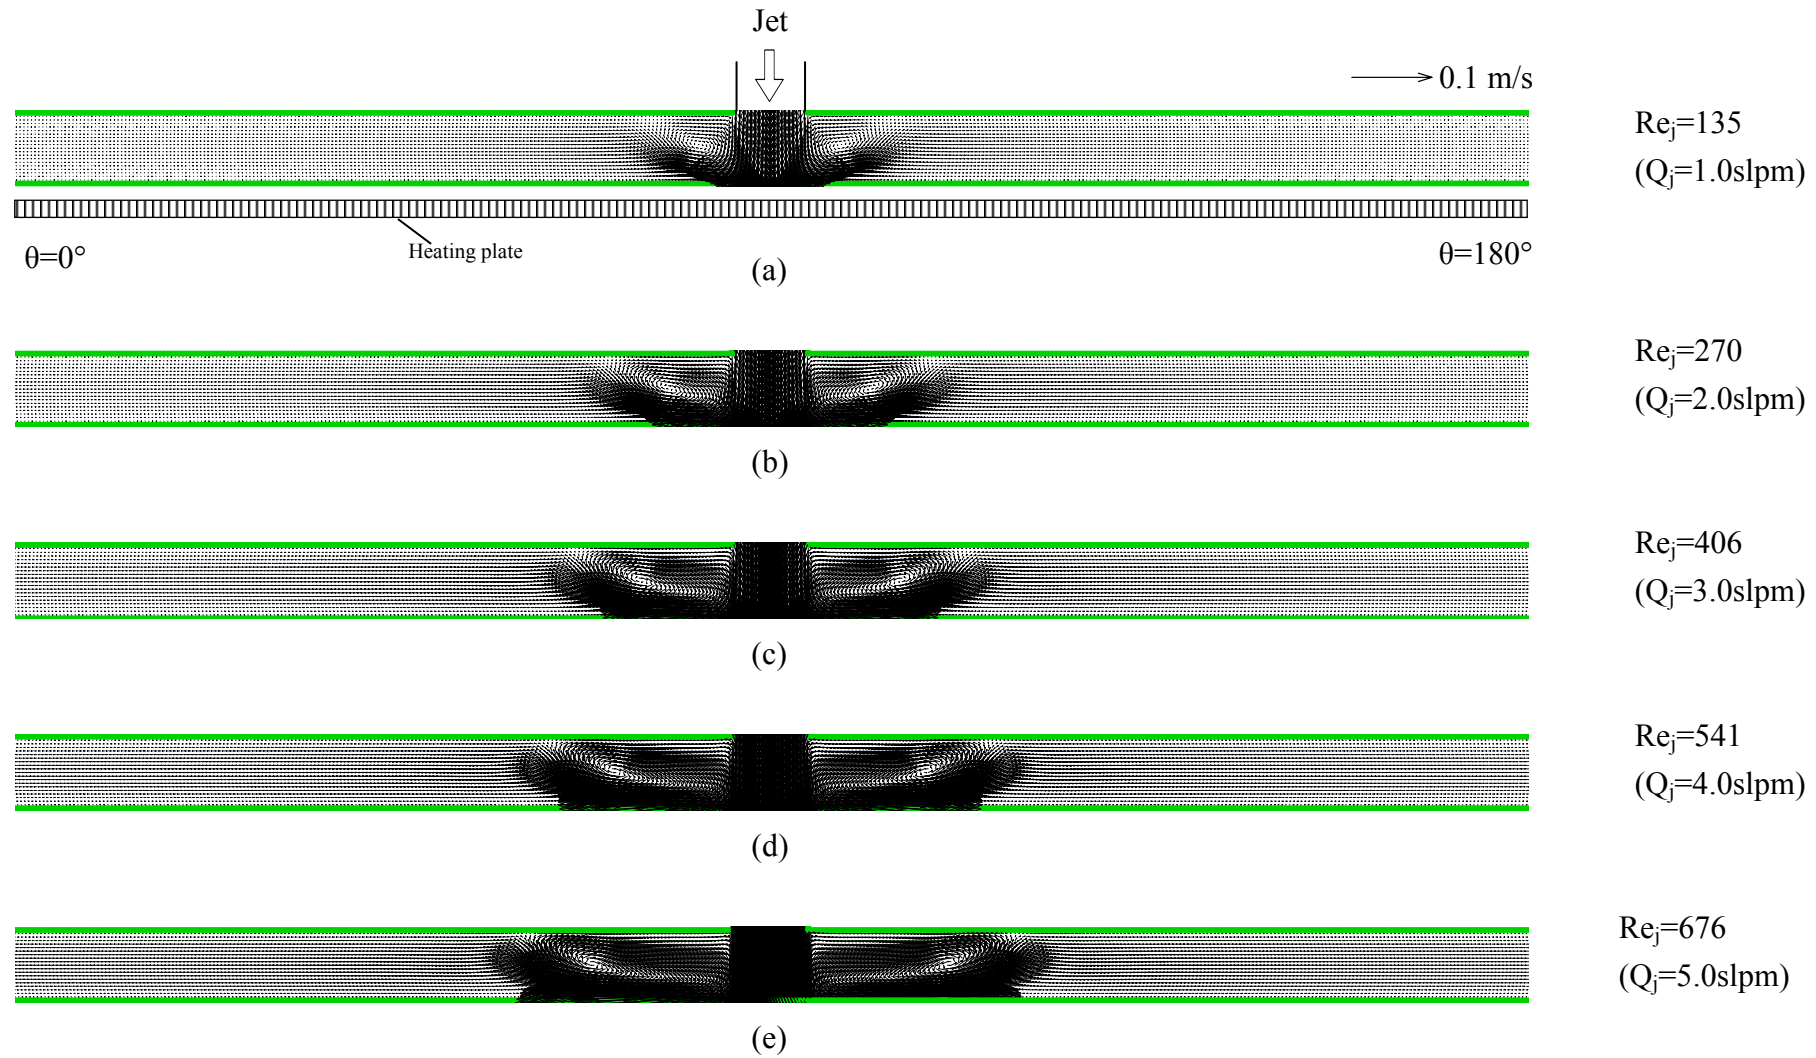 Jet
0.1 m/s
Re_j=135
(Q_j=1.0slpm)
Heating plate
θ=0°
θ=180°
(a)
Re_j=270
(Q_j=2.0slpm)
(b)
Re_j=406
(Q_j=3.0slpm)
(c)
Re_j=541
(Q_j=4.0slpm)
(d)
Re_j=676
(Q_j=5.0slpm)
(e)